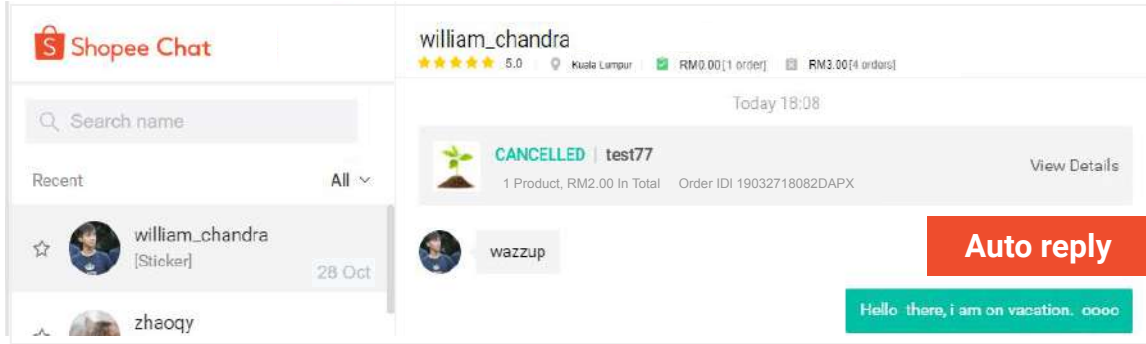 Shopee Chat
Search name
Recent
All
william_chandra
[Sticker]
28 Oct
zhaoqy
william_chandra
5.0 Kuala Lumpur RM0.00[1 order] RM3.00[4 orders]
Today 18:08
CANCELLED | test77
1 Product, RM2.00 In Total Order IDI 19032718082DAPX
View Details
wazzup
Auto reply
Hello there, i am on vacation. oooo